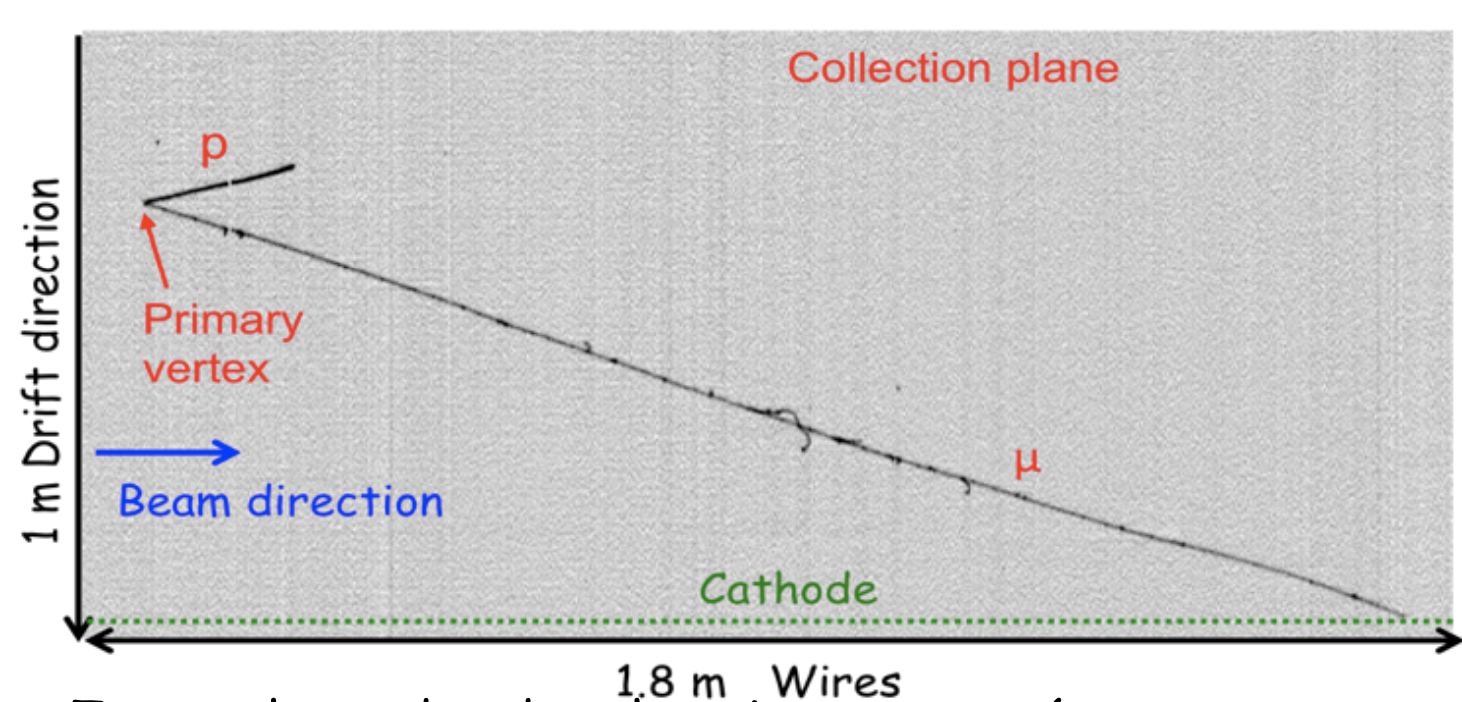 Collection plane
p
Primary
vertex
1 m Drift direction
Beam direction
μ
Cathode
1.8 m Wires